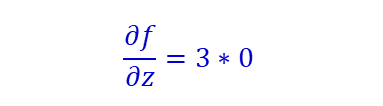 ∂f/∂z = 3 * 0